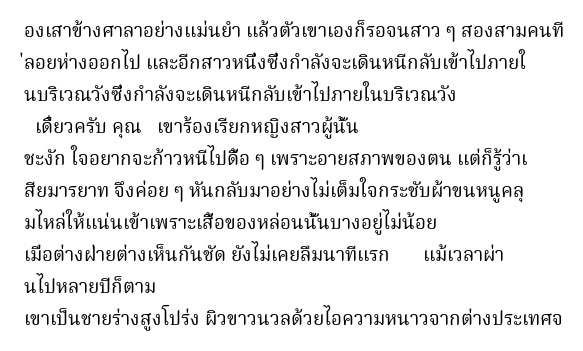 องเสาข้างศาลาอย่างแม่นยำ แล้วตัวเขาเองก็รอจนสาว ๆ สองสามคนที
่ลอยห่างออกไป และอีกสาวหนึ่งซึ่งกำลังจะเดินหนีกลับเข้าไปภายใ
นบริเวณวังซึ่งกำลังจะเดินหนีกลับเข้าไปภายในบริเวณวัง
เดี๋ยวครับ คุณ เขาร้องเรียกหญิงสาวผู้นั้น
ชะงัก ใจอยากจะก้าวหนีไปดื้อ ๆ เพราะอายสภาพของตน แต่ก็รู้ว่าเ
สียมารยาท จึงค่อย ๆ หันกลับมาอย่างไม่เต็มใจกระชับผ้าขนหนูคลุ
มไหล่ให้แน่นเข้าเพราะเสื้อของหล่อนนั้นบางอยู่ไม่น้อย
เมื่อต่างฝ่ายต่างเห็นกันชัด ยังไม่เคยลืมนาทีแรก แม้เวลาผ่า
นไปหลายปีก็ตาม
เขาเป็นชายร่างสูงโปร่ง ผิวขาวนวลด้วยไอความหนาวจากต่างประเทศจ